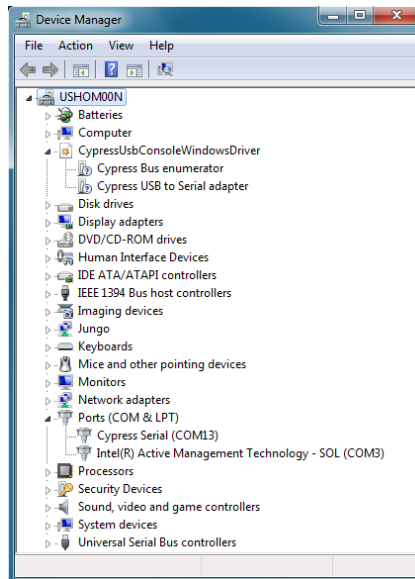 Device Manager
File Action View Help
USHOM00N
Batteries
Computer
CypressUsbConsoleWindowsDriver
Cypress Bus enumerator
Cypress USB to Serial adapter
Disk drives
Display adapters
DVD/CD-ROM drives
Human Interface Devices
IDE ATA/ATAPI controllers
IEEE 1394 Bus host controllers
Imaging devices
Jungo
Keyboards
Mice and other pointing devices
Monitors
Network adapters
Ports (COM & LPT)
Cypress Serial (COM13)
Intel(R) Active Management Technology - SOL (COM3)
Processors
Security Devices
Sound, video and game controllers
System devices
Universal Serial Bus controllers